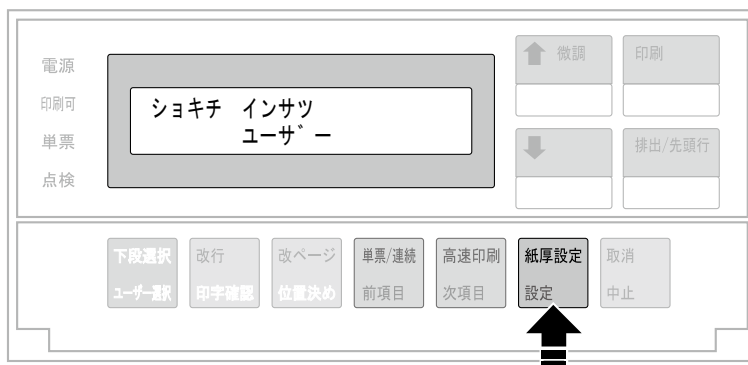 電源
印刷可
単票
点検
ショキチ インサツ
ユーザ゛ー
微調
印刷
排出/先頭行
下段選択
改行
改ページ
単票/連続
高速印刷
紙厚設定
取消
ユーザー選択
印字確認
位置決め
前項目
次項目
設定
中止